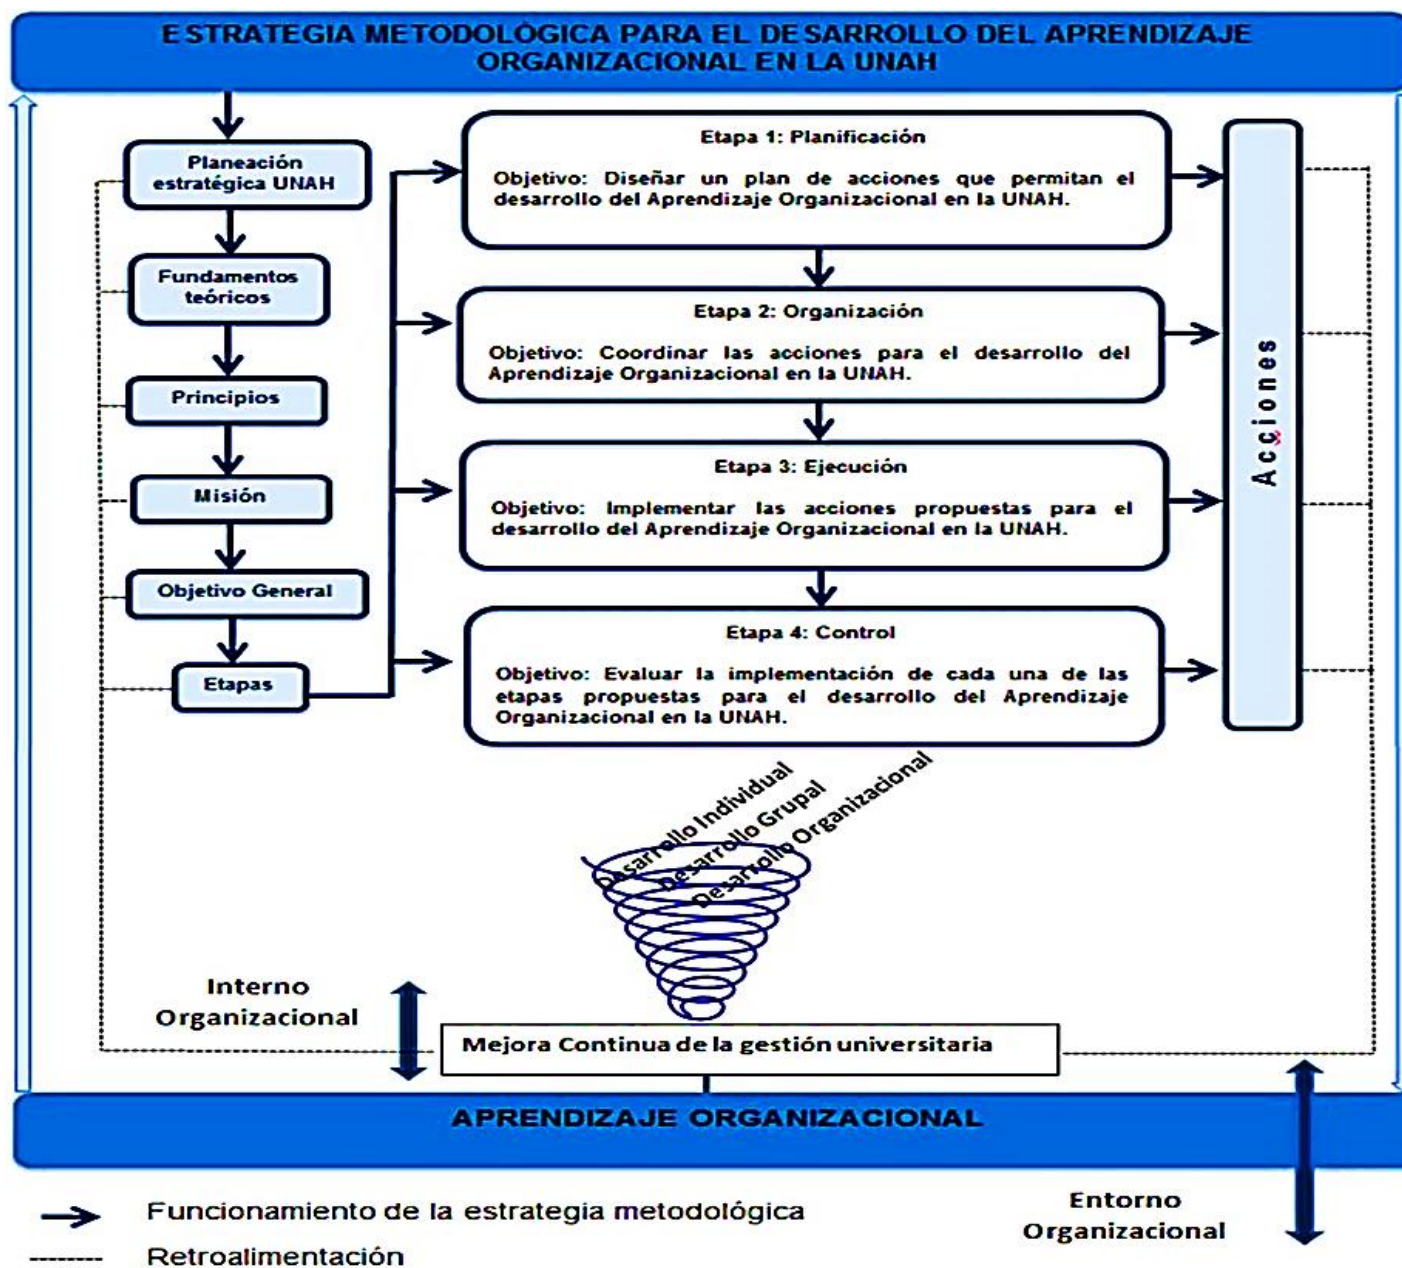 ESTRATEGIA METODOLÓGICA PARA EL DESARROLLO DEL APRENDIZAJE
ORGANIZACIONAL EN LA UNAH
Planeación
estratégica UNAH
Fundamentos
teóricos
Principios
Misión
Objetivo General
Etapas
Etapa 1: Planificación
Objetivo: Diseñar un plan de acciones que permitan el
desarrollo del Aprendizaje Organizacional en la UNAH.
Etapa 2: Organización
Objetivo: Coordinar las acciones para el desarrollo del
Aprendizaje Organizacional en la UNAH.
Etapa 3: Ejecución
Objetivo: Implementar las acciones propuestas para el
desarrollo del Aprendizaje Organizacional en la UNAH.
Etapa 4: Control
Objetivo: Evaluar la implementación de cada una de las
etapas propuestas para el desarrollo del Aprendizaje
Organizacional en la UNAH.
Acciones
Desarrollo Individual
Desarrollo Grupal
Desarrollo Organizacional
Interno
Organizacional
Mejora Continua de la gestión universitaria
APRENDIZAJE ORGANIZACIONAL
Funcionamiento de la estrategia metodológica
Retroalimentación
Entorno
Organizacional